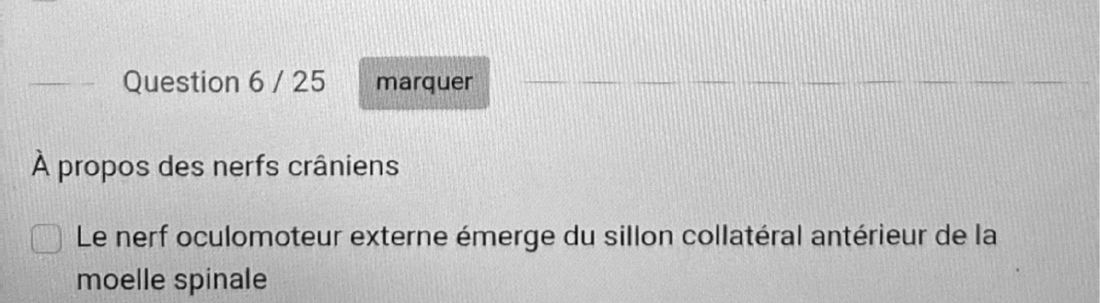 Question 6 / 25 marquer
À propos des nerfs crâniens
Le nerf oculomoteur externe émerge du sillon collatéral antérieur de la
moelle spinale